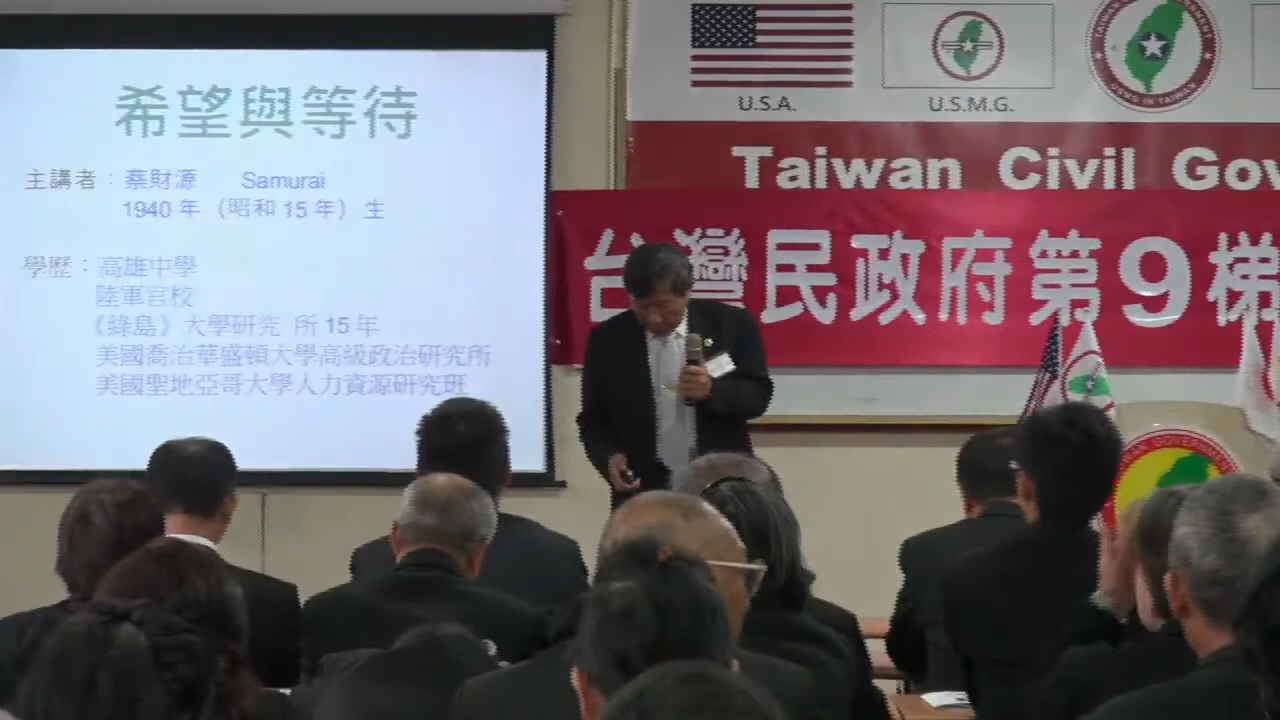 希望與等待
主講者：蔡財源 Samurai
1940 年（昭和 15 年）生
學歷：高雄中學
陸軍官校
《綠島》大學研究 所 15 年
美國喬治華盛頓大學高級政治研究所
美國聖地亞哥大學人力資源研究班
U.S.A.
U.S.M.G.
USMG IN TAIWAN
Taiwan Civil Gov
台灣民政府第9梯